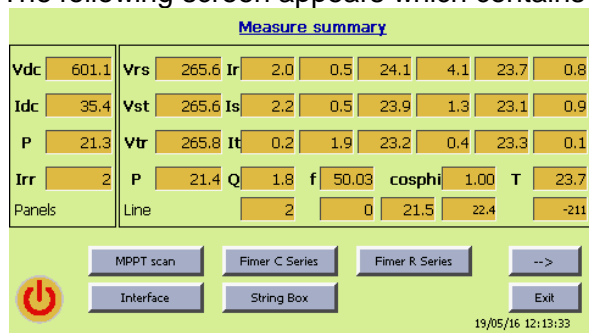 The following screen appears which contains
Measure summary
Vdc 601.1 Vrs 265.6 Ir 2.0 0.5 24.1 4.1 23.7 0.8
Idc 35.4 Vst 265.6 Is 2.2 0.5 23.9 1.3 23.1 0.9
P 21.3 Vtr 265.8 It 0.2 1.9 23.2 0.4 23.3 0.1
Irr 2 P 21.4 Q 1.8 f 50.03 cosphi 1.00 T 23.7
Panels Line 2 0 21.5 22.4 -211
MPPT scan Fimer C Series Fimer R Series -->
Interface String Box Exit
19/05/16 12:13:33